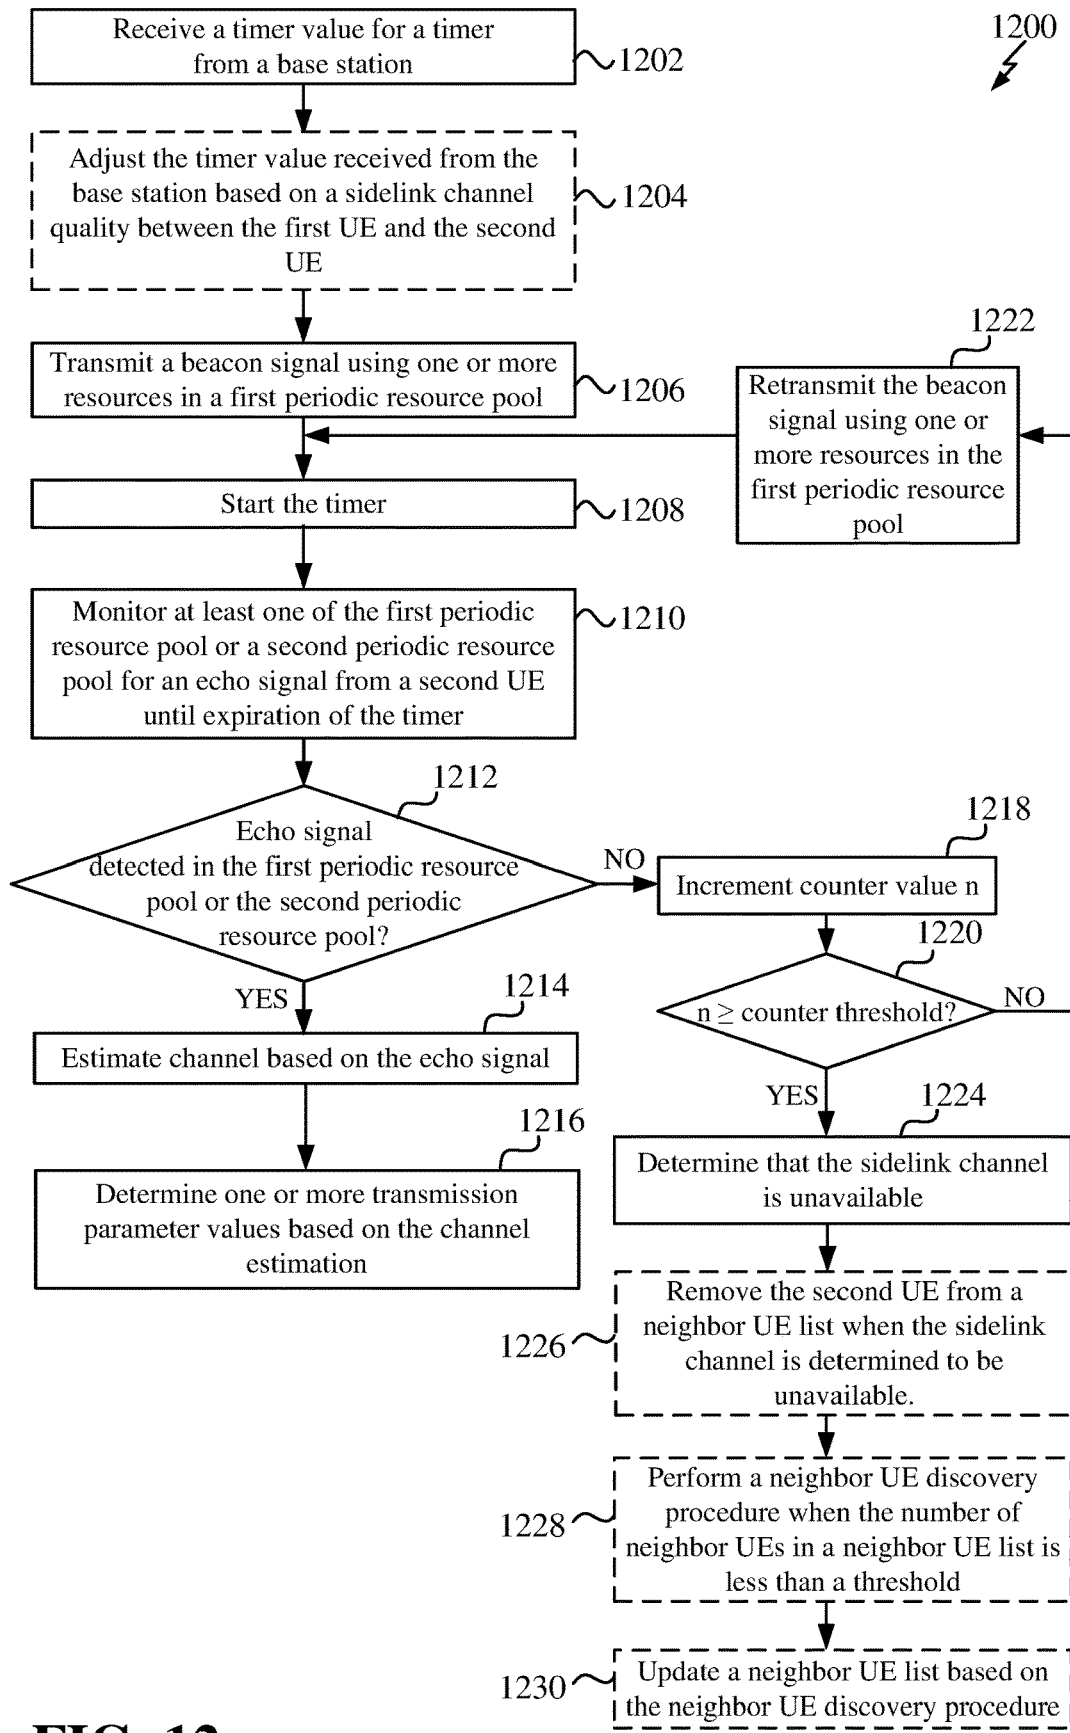 Receive a timer value for a timer
from a base station
1202
1200
Adjust the timer value received from the
base station based on a sidelink channel
quality between the first UE and the second
UE
1204
Transmit a beacon signal using one or more
resources in a first periodic resource pool
1206
1222
Retransmit the beacon
signal using one or
more resources in the
first periodic resource
pool
Start the timer
1208
Monitor at least one of the first periodic
resource pool or a second periodic resource
pool for an echo signal from a second UE
until expiration of the timer
1210
1212
Echo signal
detected in the first periodic resource
pool or the second periodic
resource pool?
NO
YES
1218
Increment counter value n
1220
n ≥ counter threshold?
NO
YES
1214
Estimate channel based on the echo signal
1216
Determine one or more transmission
parameter values based on the channel
estimation
1224
Determine that the sidelink channel
is unavailable
Remove the second UE from a
neighbor UE list when the sidelink
channel is determined to be
unavailable.
1226
Perform a neighbor UE discovery
procedure when the number of
neighbor UEs in a neighbor UE list is
less than a threshold
1228
Update a neighbor UE list based on
the neighbor UE discovery procedure
1230
FIG. 12